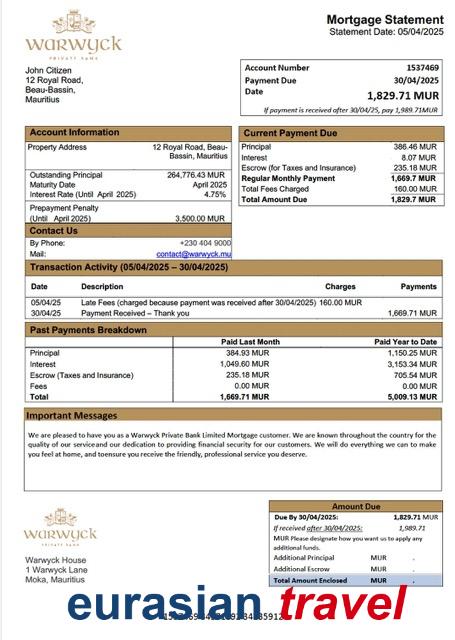 WARWYCK
PRIVATE BANK
Mortgage Statement
Statement Date: 05/04/2025
John Citizen
12 Royal Road,
Beau-Bassin,
Mauritius
Account Number 1537469
Payment Due Date 30/04/2025
1,829.71 MUR
If payment is received after 30/04/25, pay 1,989.71MUR
Account Information
Property Address 12 Royal Road, Beau-Bassin, Mauritius
Outstanding Principal 264,776.43 MUR
Maturity Date April 2025
Interest Rate (Until April 2025) 4.75%
Prepayment Penalty
(Until April 2025) 3,500.00 MUR
Contact Us
By Phone: +230 404 9000
Mail: contact@warwyck.mu
Current Payment Due
Principal 386.46 MUR
Interest 8.07 MUR
Escrow (for Taxes and Insurance) 235.18 MUR
Regular Monthly Payment 1,669.7 MUR
Total Fees Charged 160.00 MUR
Total Amount Due 1,829.7 MUR
Transaction Activity (05/04/2025 – 30/04/2025)
Date Description Charges Payments
05/04/25 Late Fees (charged because payment was received after 30/04/2025) 160.00 MUR
30/04/25 Payment Received – Thank you 1,669.71 MUR
Past Payments Breakdown
Paid Last Month Paid Year to Date
Principal 384.93 MUR 1,150.25 MUR
Interest 1,049.60 MUR 3,153.34 MUR
Escrow (Taxes and Insurance) 235.18 MUR 705.54 MUR
Fees 0.00 MUR 0.00 MUR
Total 1,669.71 MUR 5,009.13 MUR
Important Messages
We are pleased to have you as a Warwyck Private Bank Limited Mortgage customer. We are known throughout the country for the
quality of our serviceand our dedication to providing financial security for our customers. We will do everything we can to make
you feel at home, and toensure you receive the friendly, professional service you deserve.
WARWYCK
PRIVATE BANK
Warwyck House
1 Warwyck Lane
Moka, Mauritius
Amount Due
Due By 30/04/2025: 1,829.71 MUR
If received after 30/04/2025: 1,989.71
MUR Please designate how you want us to apply any
additional funds.
Additional Principal MUR .
Additional Escrow MUR .
Total Amount Enclosed MUR .
eurasian travel